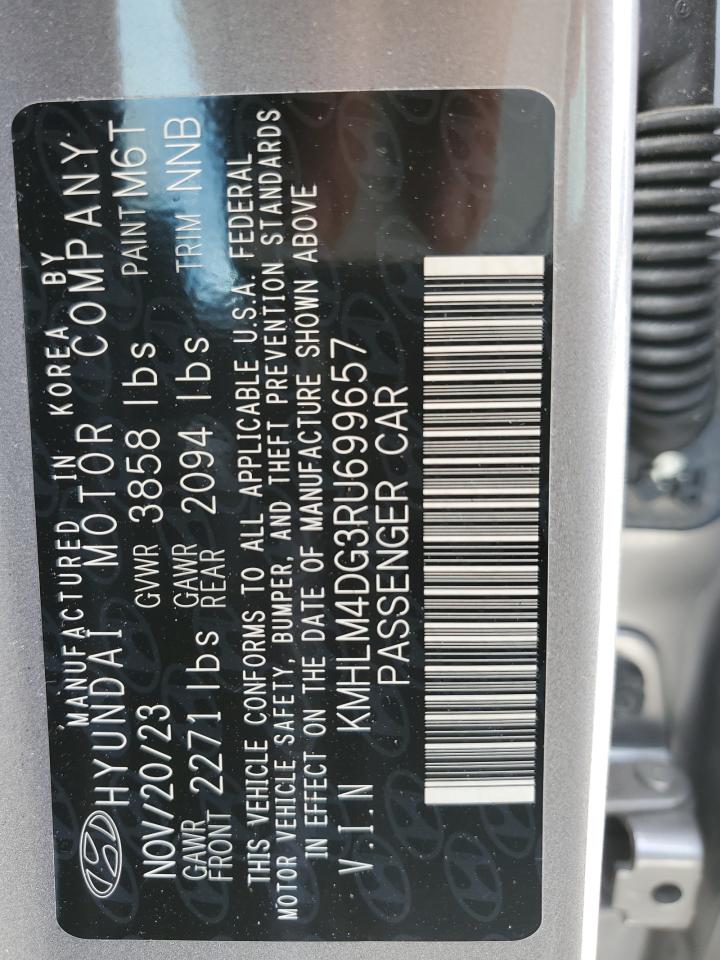 MANUFACTURED IN KOREA BY
HYUNDAI MOTOR COMPANY
NOV/20/23 GVWR 3858 lbs PAINT M6T
GAWR FRONT 2271 lbs GAWR REAR 2094 lbs TRIM NNB
THIS VEHICLE CONFORMS TO ALL APPLICABLE U.S.A. FEDERAL
MOTOR VEHICLE SAFETY, BUMPER, AND THEFT PREVENTION STANDARDS
IN EFFECT ON THE DATE OF MANUFACTURE SHOWN ABOVE
V.I.N KMHLM4DG3RU699657
PASSENGER CAR